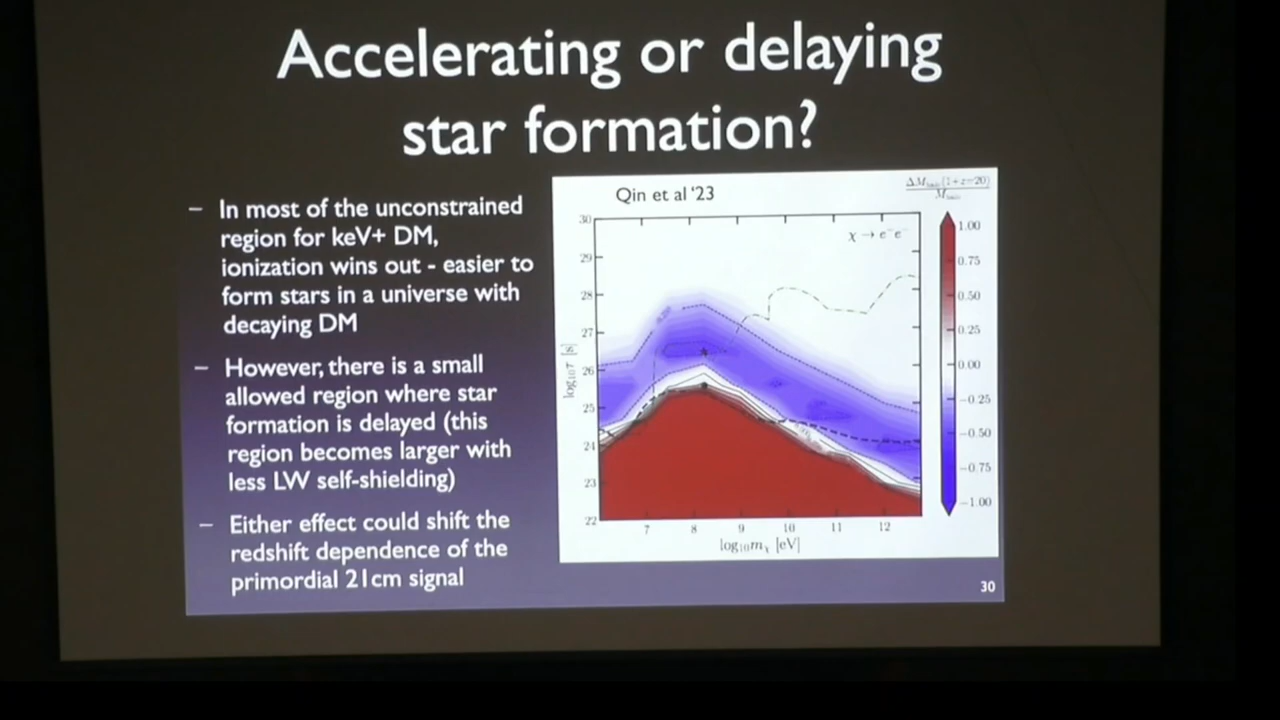 Accelerating or delaying
star formation?
– In most of the unconstrained
region for keV+ DM,
ionization wins out - easier to
form stars in a universe with
decaying DM
– However, there is a small
allowed region where star
formation is delayed (this
region becomes larger with
less LW self-shielding)
– Either effect could shift the
redshift dependence of the
primordial 21cm signal
Qin et al '23
χ → e⁻e⁻
30
29
28
27
26
25
24
23
22
log₁₀τ [s]
7
8
9
10
11
12
log₁₀mχ [eV]
1.00
0.75
0.50
0.25
0.00
−0.25
−0.50
−0.75
−1.00
30